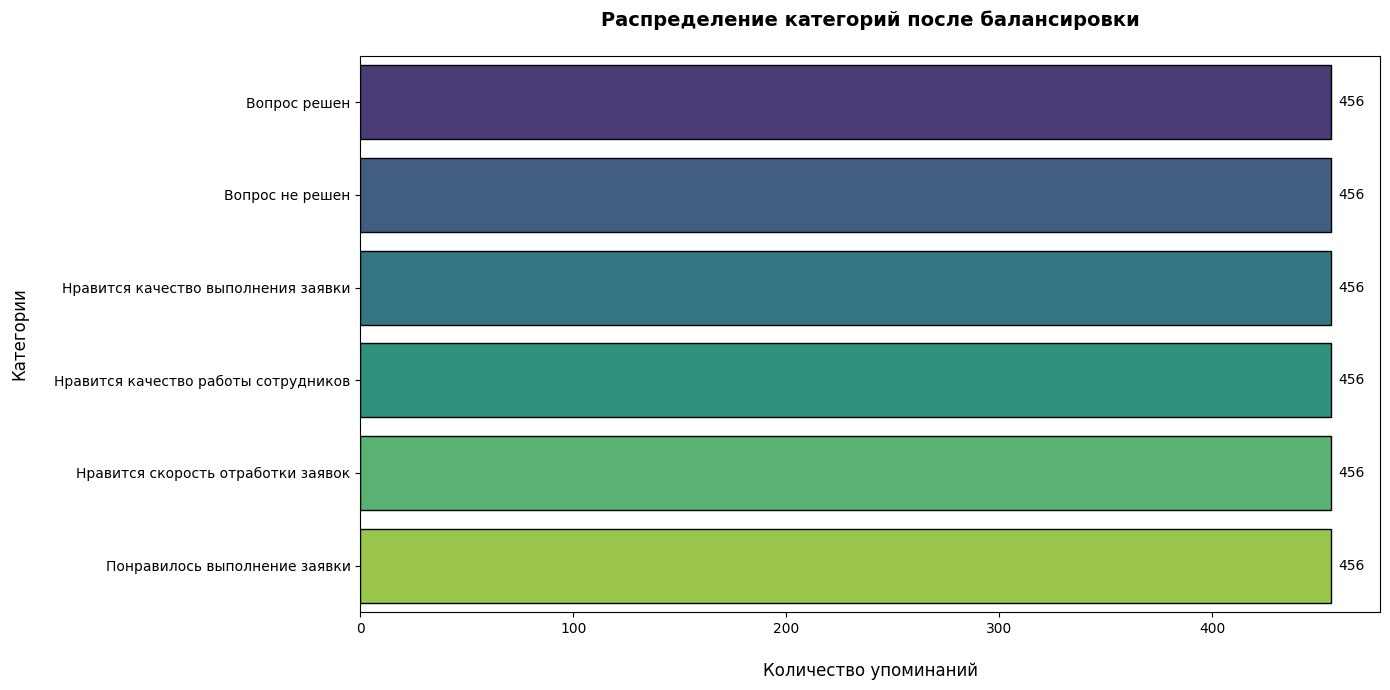 Распределение категорий после балансировки
Категории
Вопрос решен
456
Вопрос не решен
456
Нравится качество выполнения заявки
456
Нравится качество работы сотрудников
456
Нравится скорость отработки заявок
456
Понравилось выполнение заявки
456
0 100 200 300 400
Количество упоминаний